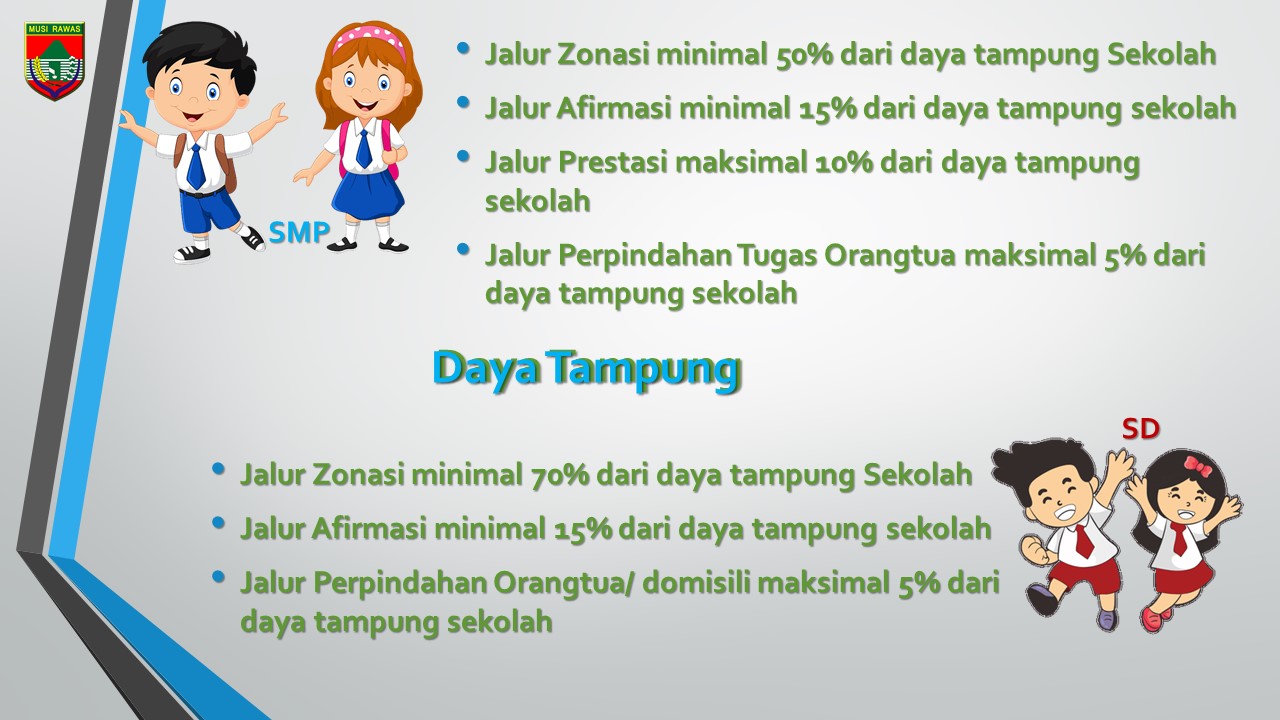 MUSI RAWAS
• Jalur Zonasi minimal 50% dari daya tampung Sekolah
• Jalur Afirmasi minimal 15% dari daya tampung sekolah
• Jalur Prestasi maksimal 10% dari daya tampung
sekolah
• Jalur Perpindahan Tugas Orangtua maksimal 5% dari
daya tampung sekolah
SMP
Daya Tampung
SD
• Jalur Zonasi minimal 70% dari daya tampung Sekolah
• Jalur Afirmasi minimal 15% dari daya tampung sekolah
• Jalur Perpindahan Orangtua/ domisili maksimal 5% dari
daya tampung sekolah